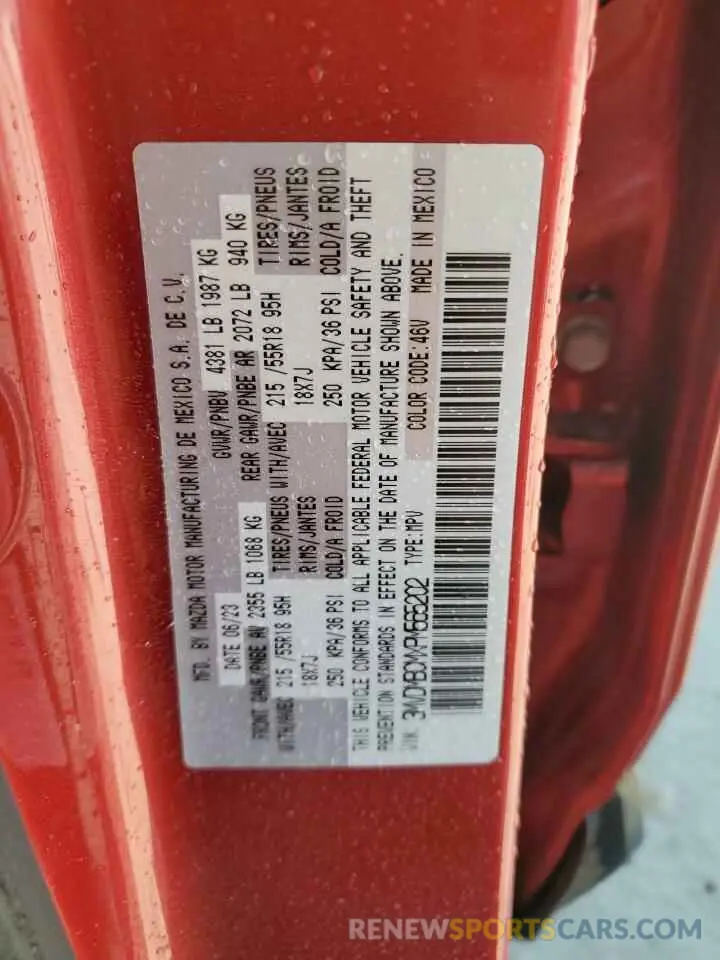 MFD. BY MAZDA MOTOR MANUFACTURING DE MEXICO S.A. DE C.V.
DATE 06/23 GVWR/PNBV 4381 LB 1987 KG
FRONT GAWR/PNBE AV 2355 LB 1068 KG REAR GAWR/PNBE AR 2072 LB 940 KG
WITH/AVEC 215 /55R18 95H TIRES/PNEUS WITH/AVEC 215 /55R18 95H TIRES/PNEUS
18X7J RIMS/JANTES 18X7J RIMS/JANTES
250 KPA/36 PSI COLD/A FROID 250 KPA/36 PSI COLD/A FROID
THIS VEHICLE CONFORMS TO ALL APPLICABLE FEDERAL MOTOR VEHICLE SAFETY AND THEFT
PREVENTION STANDARDS IN EFFECT ON THE DATE OF MANUFACTURE SHOWN ABOVE.
VIN 3MVDMBCMXPM565202 TYPE:MPV COLOR CODE:46V MADE IN MEXICO
RENEWSPORTSCARS.COM